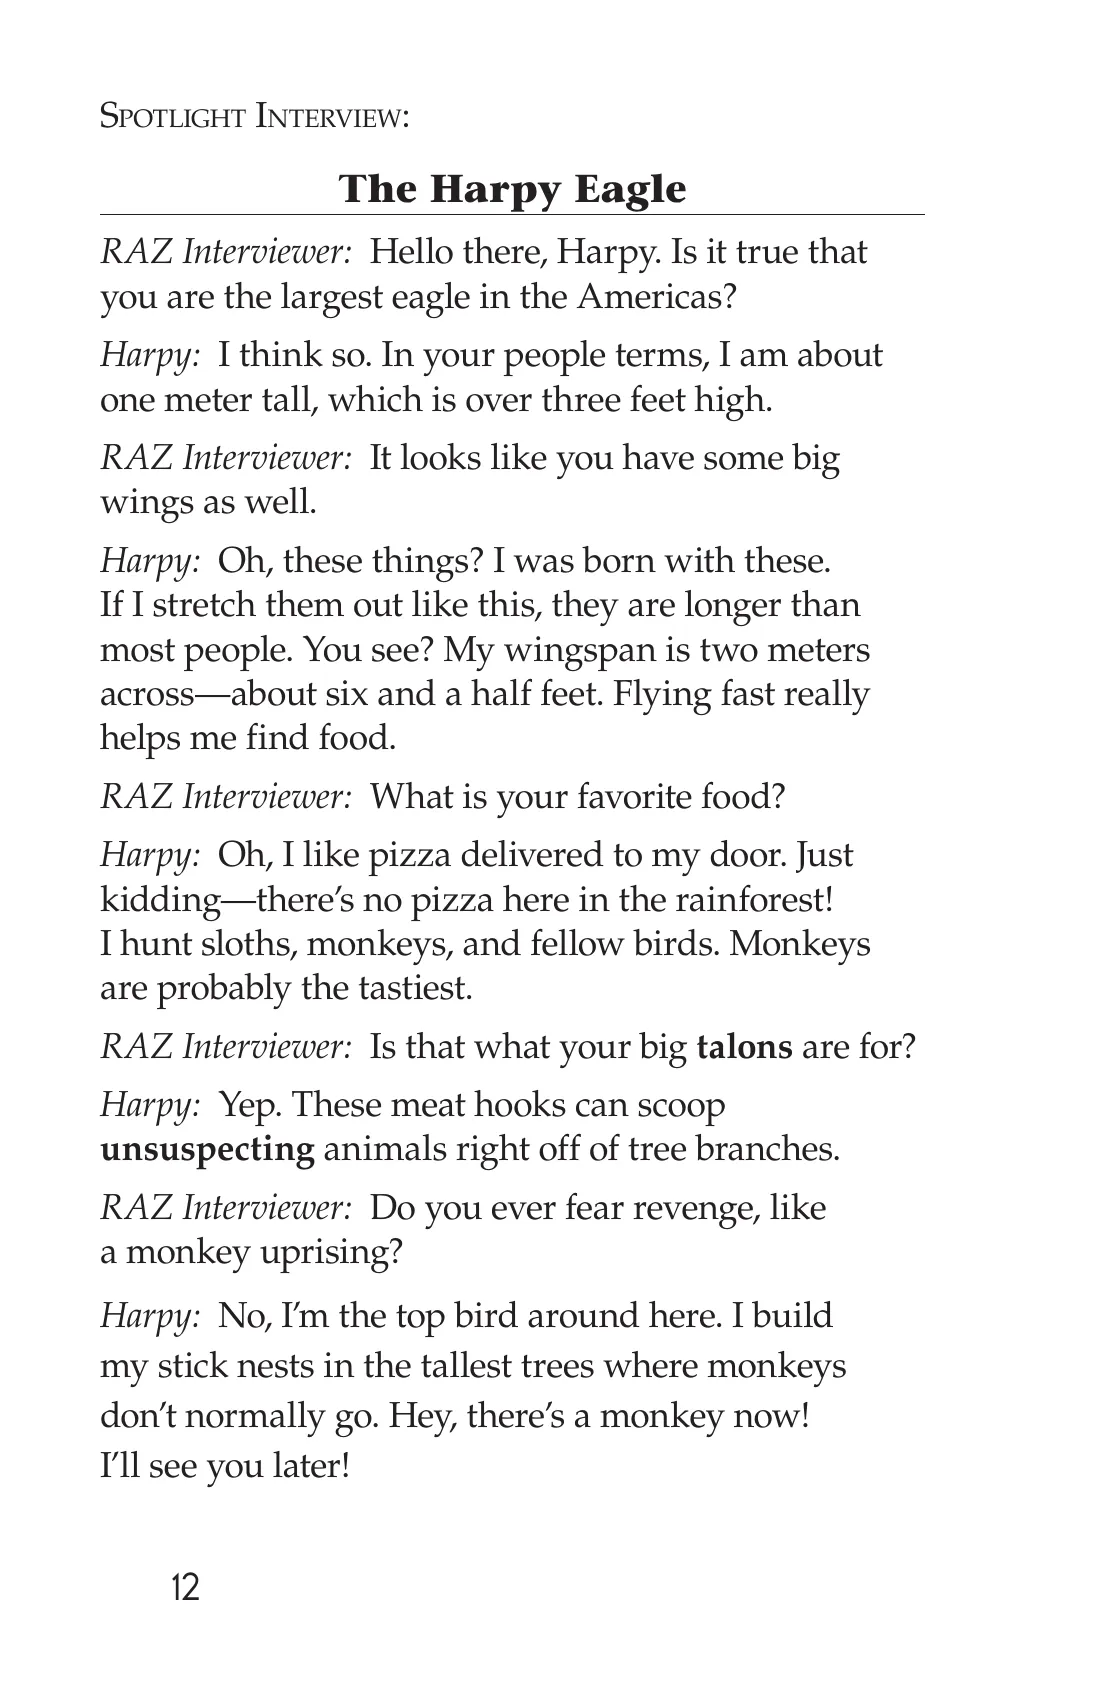 SPOTLIGHT INTERVIEW:
The Harpy Eagle
RAZ Interviewer: Hello there, Harpy. Is it true that
you are the largest eagle in the Americas?
Harpy: I think so. In your people terms, I am about
one meter tall, which is over three feet high.
RAZ Interviewer: It looks like you have some big
wings as well.
Harpy: Oh, these things? I was born with these.
If I stretch them out like this, they are longer than
most people. You see? My wingspan is two meters
across—about six and a half feet. Flying fast really
helps me find food.
RAZ Interviewer: What is your favorite food?
Harpy: Oh, I like pizza delivered to my door. Just
kidding—there’s no pizza here in the rainforest!
I hunt sloths, monkeys, and fellow birds. Monkeys
are probably the tastiest.
RAZ Interviewer: Is that what your big talons are for?
Harpy: Yep. These meat hooks can scoop
unsuspecting animals right off of tree branches.
RAZ Interviewer: Do you ever fear revenge, like
a monkey uprising?
Harpy: No, I’m the top bird around here. I build
my stick nests in the tallest trees where monkeys
don’t normally go. Hey, there’s a monkey now!
I’ll see you later!
12